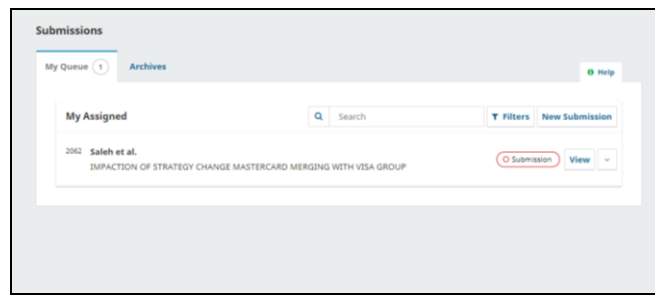 Submissions
My Queue 1 Archives
Help
My Assigned Search Filters New Submission
2062 Saleh et al. Submission View
IMPACTION OF STRATEGY CHANGE MASTERCARD MERGING WITH VISA GROUP